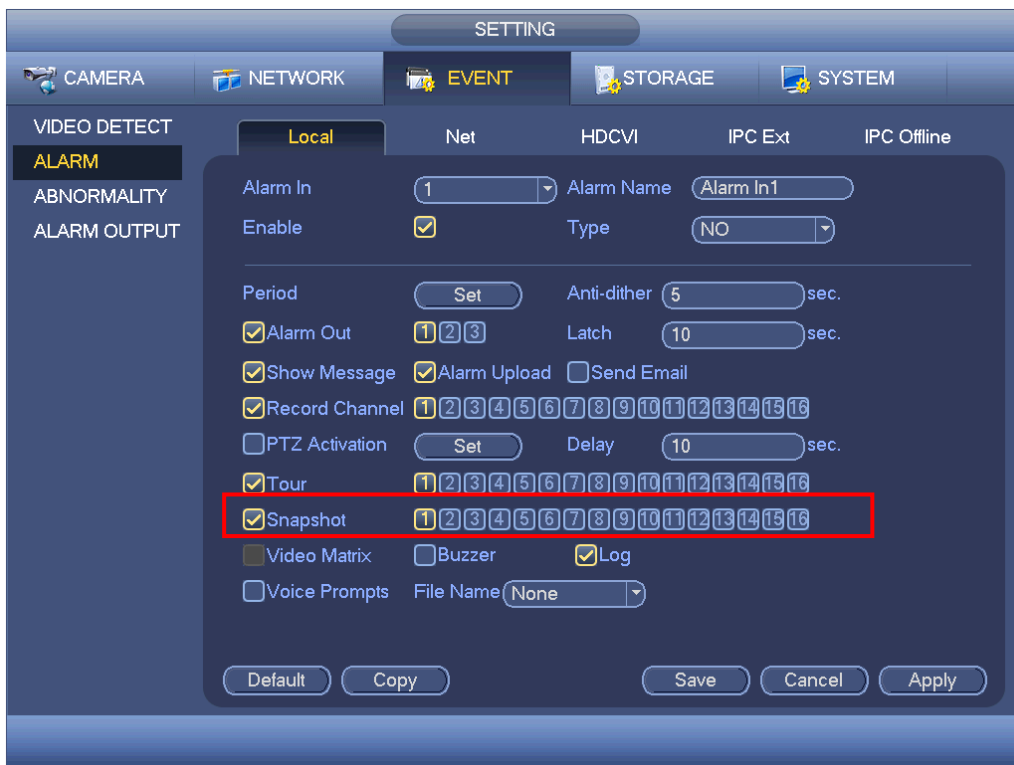 SETTING
CAMERA NETWORK EVENT STORAGE SYSTEM
VIDEO DETECT
ALARM
ABNORMALITY
ALARM OUTPUT
Local Net HDCVI IPC Ext IPC Offline
Alarm In 1 Alarm Name Alarm In1
Enable Type NO
Period Set Anti-dither 5 sec.
Alarm Out 1 2 3 Latch 10 sec.
Show Message Alarm Upload Send Email
Record Channel 1 2 3 4 5 6 7 8 9 10 11 12 13 14 15 16
PTZ Activation Set Delay 10 sec.
Tour 1 2 3 4 5 6 7 8 9 10 11 12 13 14 15 16
Snapshot 1 2 3 4 5 6 7 8 9 10 11 12 13 14 15 16
Video Matrix Buzzer Log
Voice Prompts File Name None
Default Copy Save Cancel Apply